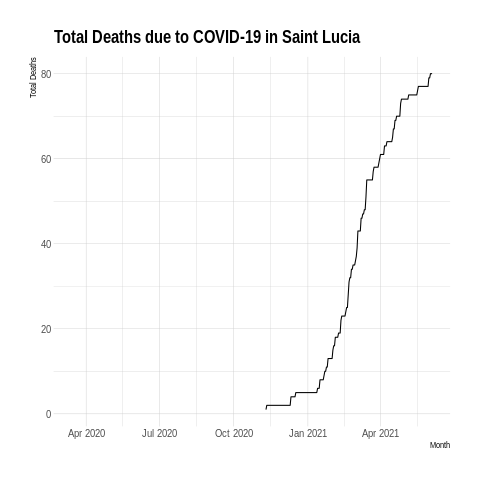 Total Deaths due to COVID-19 in Saint Lucia
Total Deaths
80
60
40
20
0
Apr 2020 Jul 2020 Oct 2020 Jan 2021 Apr 2021
Month